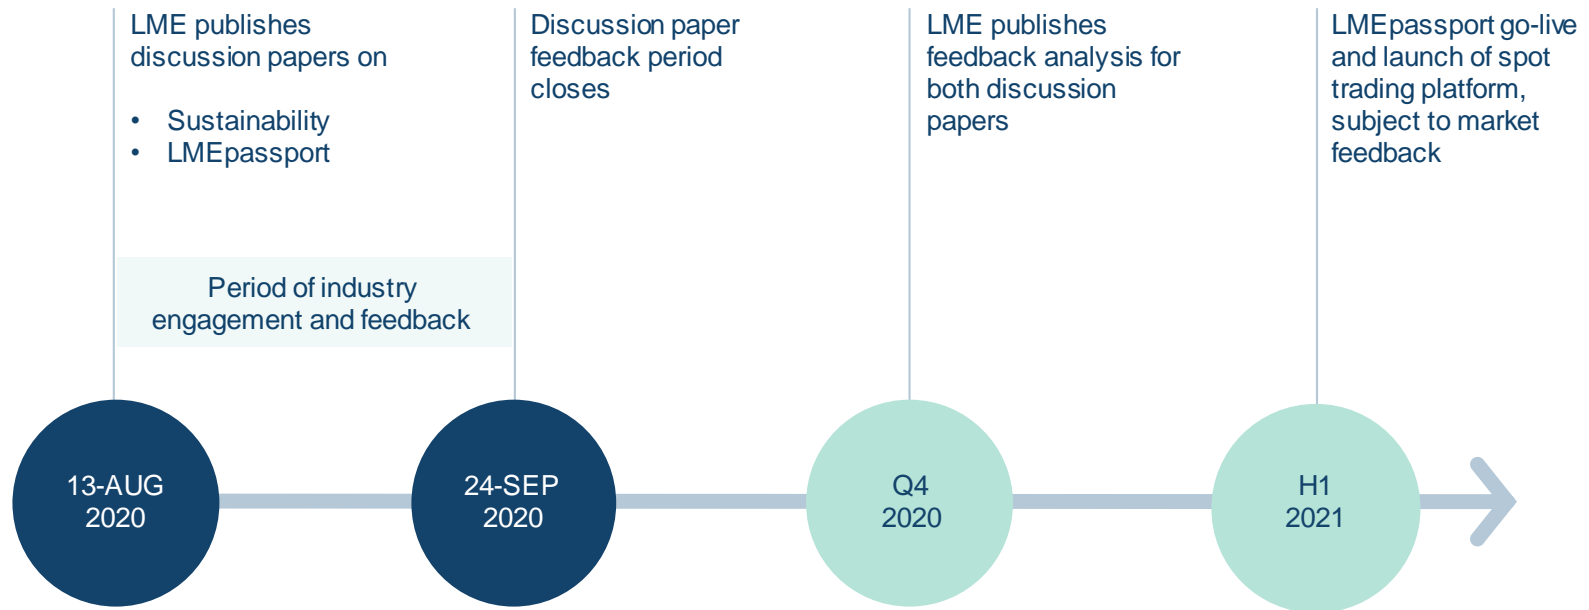 LME publishes
discussion papers on
• Sustainability
• LMEpassport
Discussion paper
feedback period
closes
LME publishes
feedback analysis for
both discussion
papers
LMEpassport go-live
and launch of spot
trading platform,
subject to market
feedback
Period of industry
engagement and feedback
13-AUG
2020
24-SEP
2020
Q4
2020
H1
2021